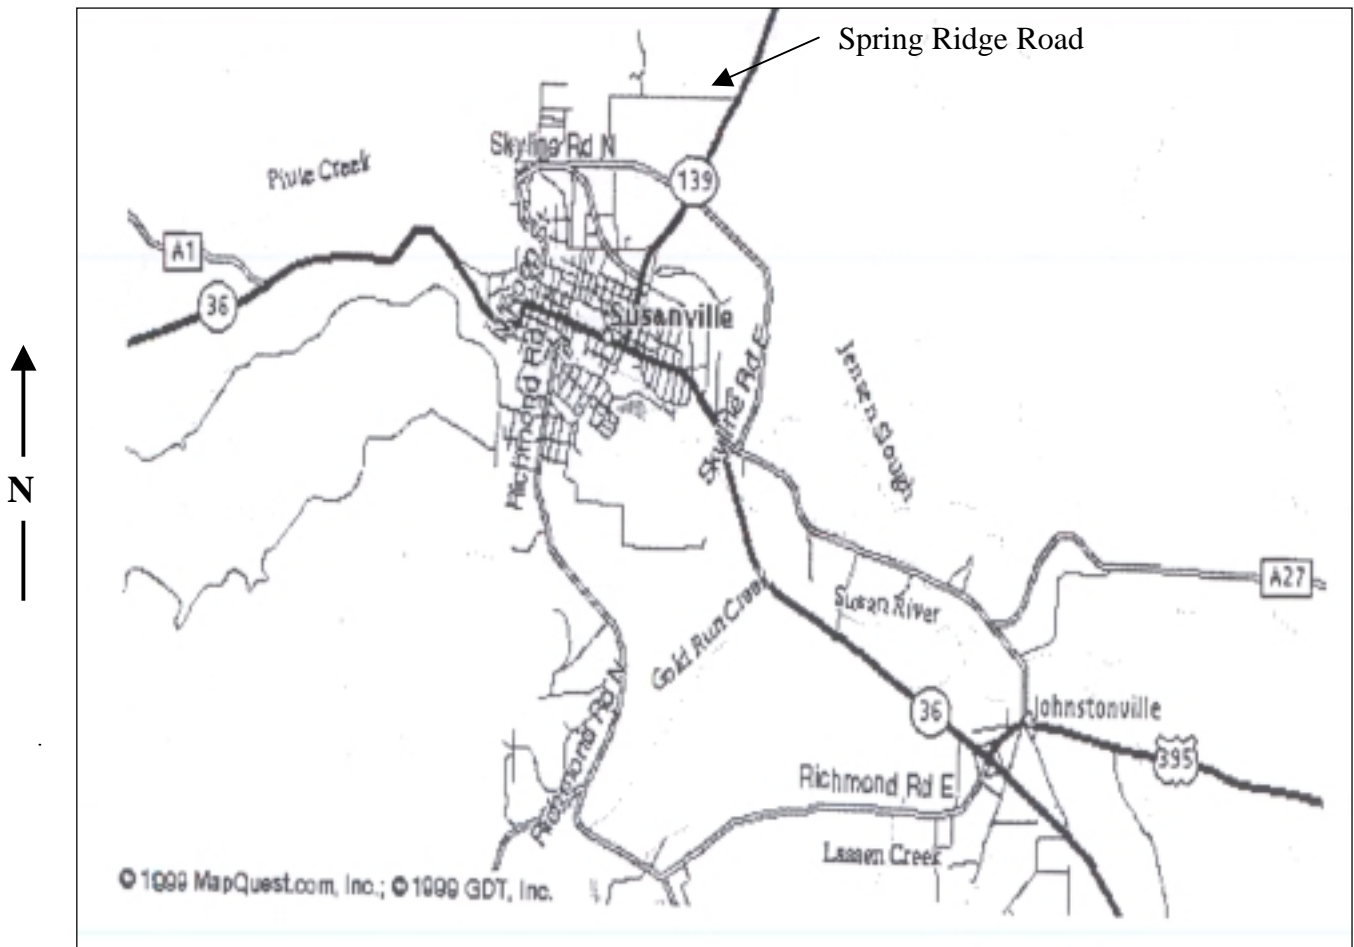 Spring Ridge Road
Skyline Rd N
Piute Creek
139
A1
36
Susanville
Richmond Rd
Skyline Rd E
Jensen Slough
N
A27
Susan River
Gold Run Creek
Richmond Rd N
36
Johnstonville
395
Richmond Rd E
Lassen Creek
© 1999 MapQuest.com, Inc.; © 1999 GDT, Inc.